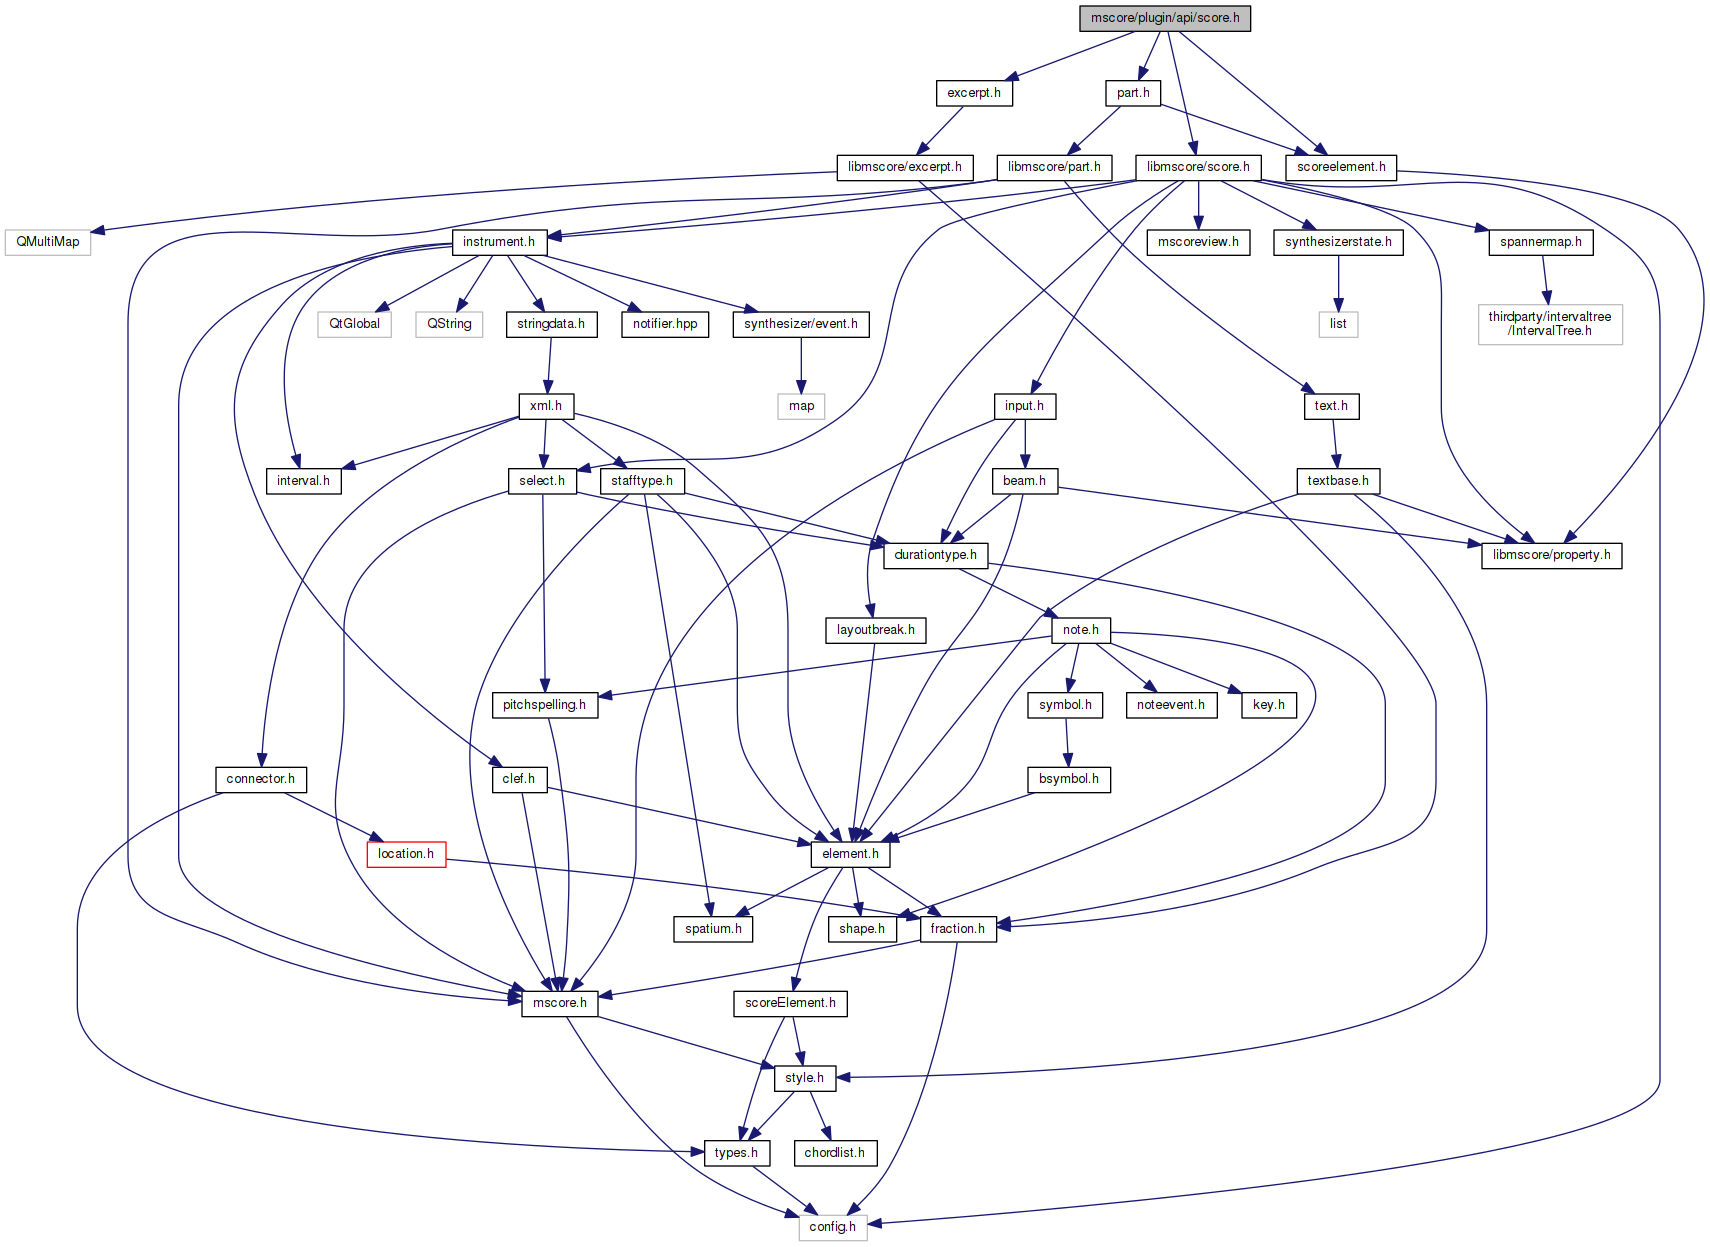 mscore/plugin/api/score.h
excerpt.h
part.h
libmscore/excerpt.h
libmscore/part.h
libmscore/score.h
scoreelement.h
QMultiMap
instrument.h
mscoreview.h
synthesizerstate.h
spannermap.h
QtGlobal
QString
stringdata.h
notifier.hpp
synthesizer/event.h
list
thirdparty/intervaltree
/IntervalTree.h
xml.h
map
input.h
text.h
interval.h
select.h
stafftype.h
beam.h
textbase.h
durationtype.h
libmscore/property.h
layoutbreak.h
note.h
pitchspelling.h
symbol.h
noteevent.h
key.h
connector.h
clef.h
bsymbol.h
location.h
element.h
spatium.h
shape.h
fraction.h
mscore.h
scoreElement.h
style.h
types.h
chordlist.h
config.h